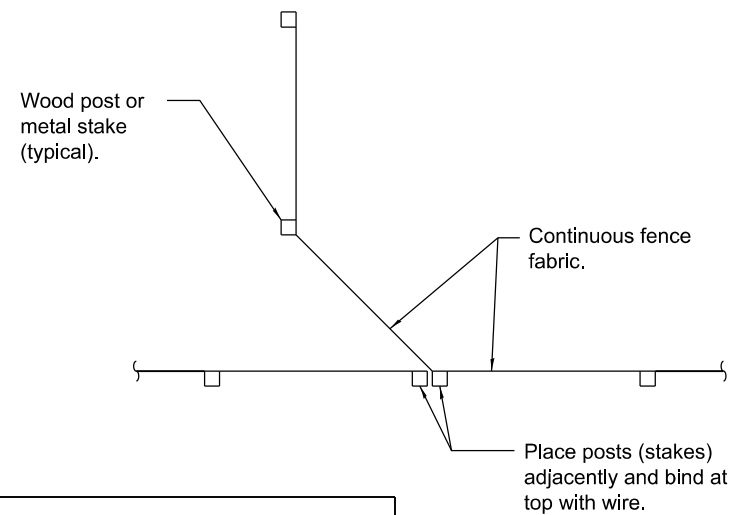 Wood post or
metal stake
(typical).
Continuous fence
fabric.
Place posts (stakes)
adjacently and bind at
top with wire.